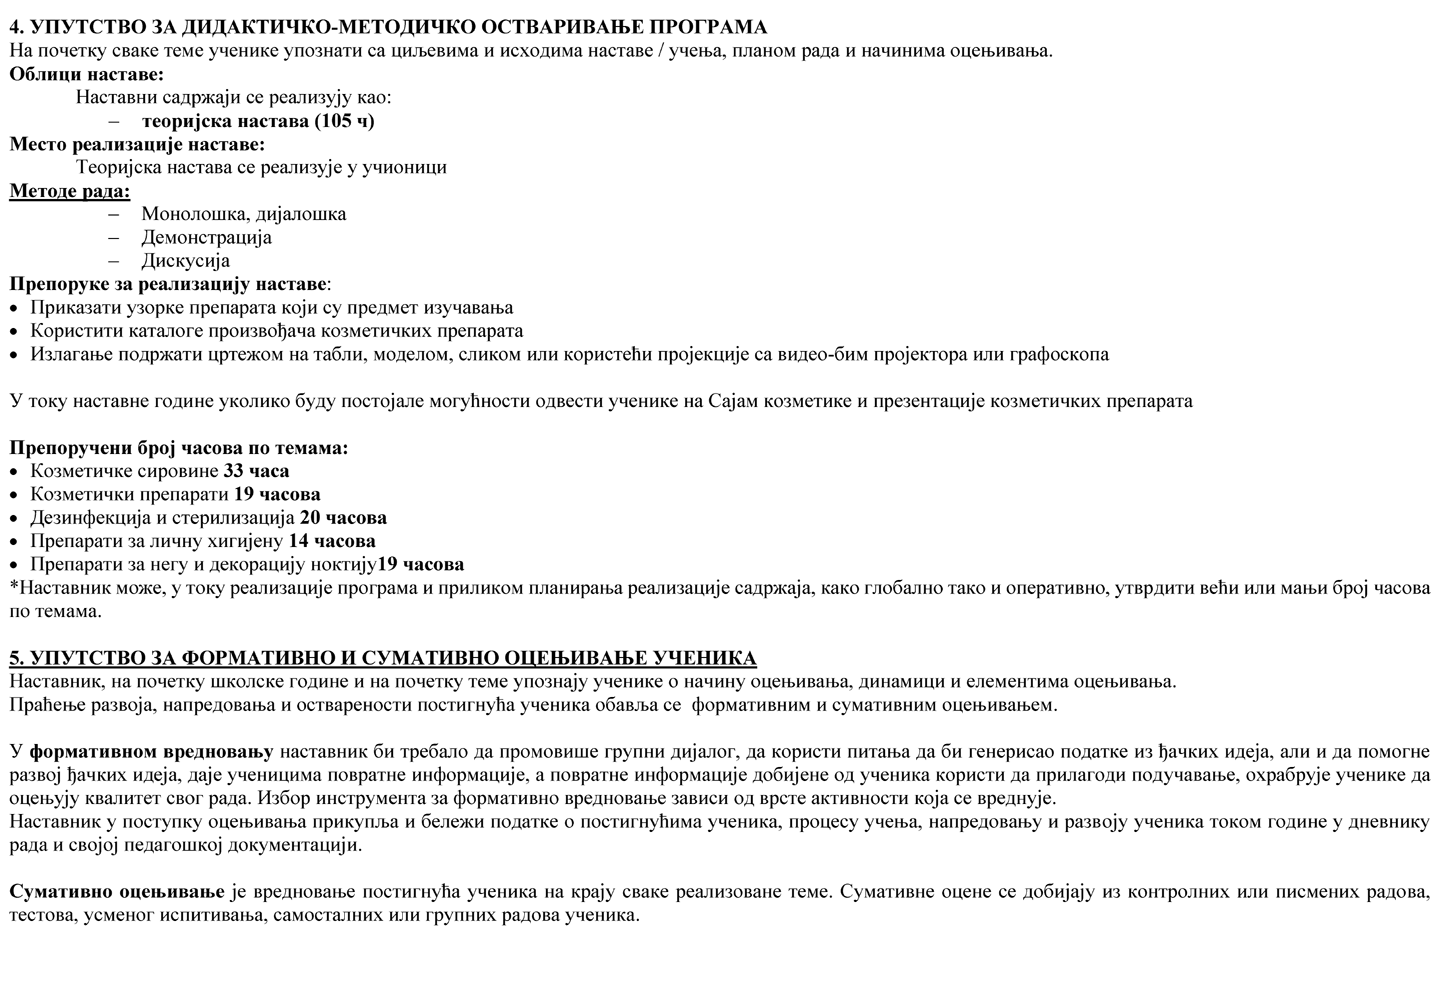 4. УПУТСТВО ЗА ДИДАКТИЧКО-МЕТОДИЧКО ОСТВАРИВАЊЕ ПРОГРАМА
На почетку сваке теме ученике упознати са циљевима и исходима наставе / учења, планом рада и начинима оцењивања.
Облици наставе:
Наставни садржаји се реализују као:
– теоријска настава (105 ч)
Место реализације наставе:
Теоријска настава се реализује у учионици
Методе рада:
– Монолошка, дијалошка
– Демонстрација
– Дискусија
Препоруке за реализацију наставе:
• Приказати узорке препарата који су предмет изучавања
• Користити каталоге произвођача козметичких препарата
• Излагање подржати цртежом на табли, моделом, сликом или користећи пројекције са видео-бим пројектора или графоскопа
У току наставне године уколико буду постојале могућности одвести ученике на Сајам козметике и презентације козметичких препарата
Препоручени број часова по темама:
• Козметичке сировине 33 часа
• Козметички препарати 19 часова
• Дезинфекција и стерилизација 20 часова
• Препарати за личну хигијену 14 часова
• Препарати за негу и декорацију ноктију19 часова
*Наставник може, у току реализације програма и приликом планирања реализације садржаја, како глобално тако и оперативно, утврдити већи или мањи број часова
по темама.
5. УПУТСТВО ЗА ФОРМАТИВНО И СУМАТИВНО ОЦЕЊИВАЊЕ УЧЕНИКА
Наставник, на почетку школске године и на почетку теме упознају ученике о начину оцењивања, динамици и елементима оцењивања.
Праћење развоја, напредовања и остварености постигнућа ученика обавља се формативним и сумативним оцењивањем.
У формативном вредновању наставник би требало да промовише групни дијалог, да користи питања да би генерисао податке из ђачких идеја, али и да помогне
развој ђачких идеја, даје ученицима повратне информације, а повратне информације добијене од ученика користи да прилагоди подучавање, охрабрује ученике да
оцењују квалитет свог рада. Избор инструмента за формативно вредновање зависи од врсте активности која се вреднује.
Наставник у поступку оцењивања прикупља и бележи податке о постигнућима ученика, процесу учења, напредовању и развоју ученика током године у дневнику
рада и својој педагошкој документацији.
Сумативно оцењивање је вредновање постигнућа ученика на крају сваке реализоване теме. Сумативне оцене се добијају из контролних или писмених радова,
тестова, усменог испитивања, самосталних или групних радова ученика.